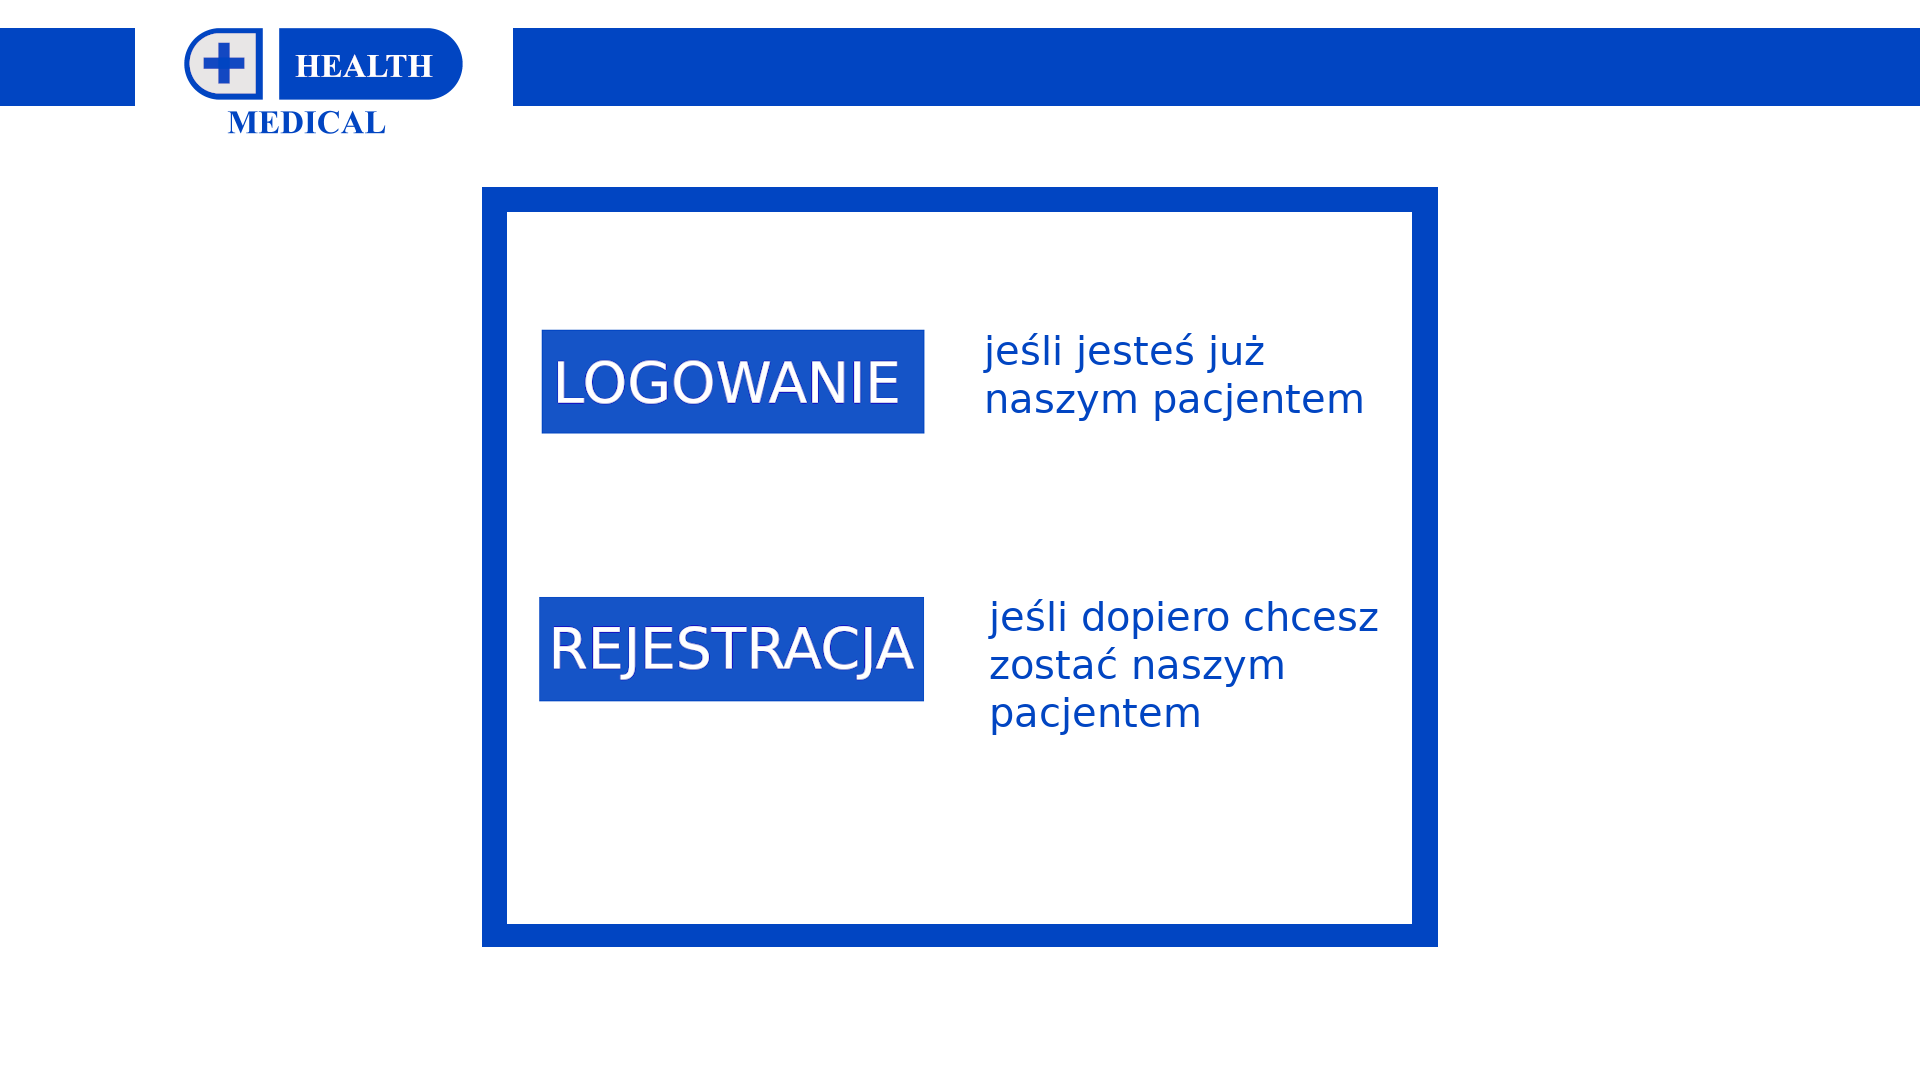 HEALTH
MEDICAL
LOGOWANIE
jeśli jesteś już
naszym pacjentem
REJESTRACJA
jeśli dopiero chcesz
zostać naszym
pacjentem